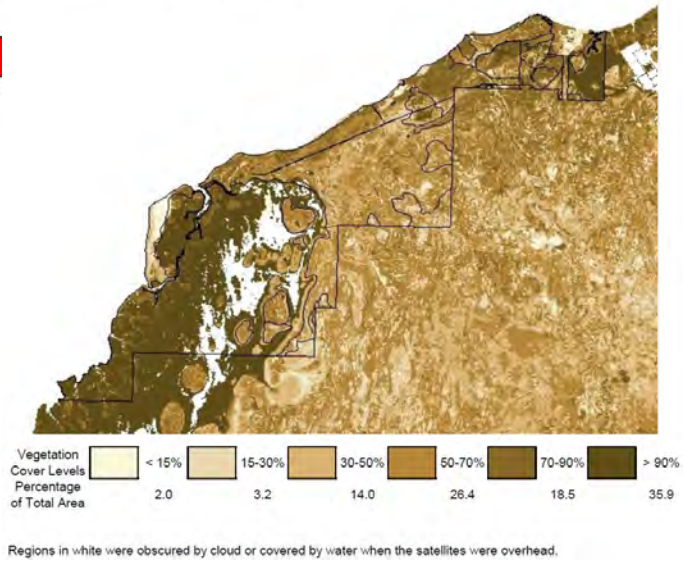 Vegetation
Cover Levels
< 15% 15-30% 30-50% 50-70% 70-90% > 90%
Percentage
of Total Area
2.0 3.2 14.0 26.4 18.5 35.9
Regions in white were obscured by cloud or covered by water when the satellites were overhead.